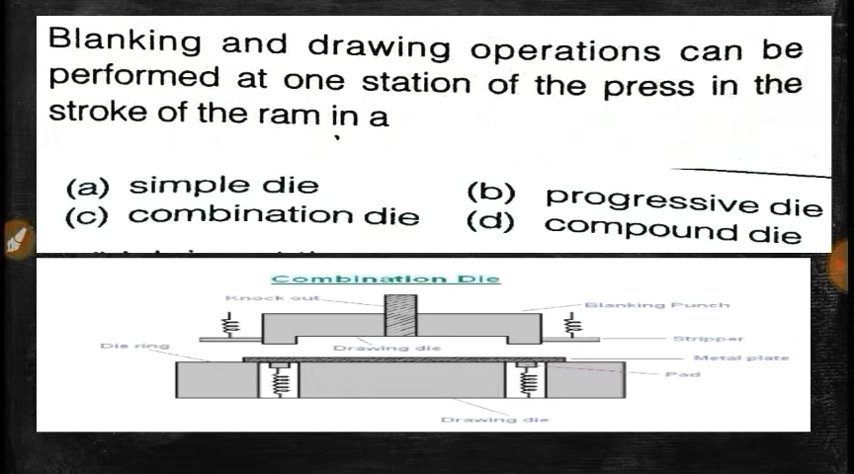 Blanking and drawing operations can be
performed at one station of the press in the
stroke of the ram in a
(a) simple die
(b) progressive die
(c) combination die
(d) compound die
Combination Die
Knock out
Blanking Punch
Die ring
Drawing die
Stripper
Metal plate
Pad
Drawing die